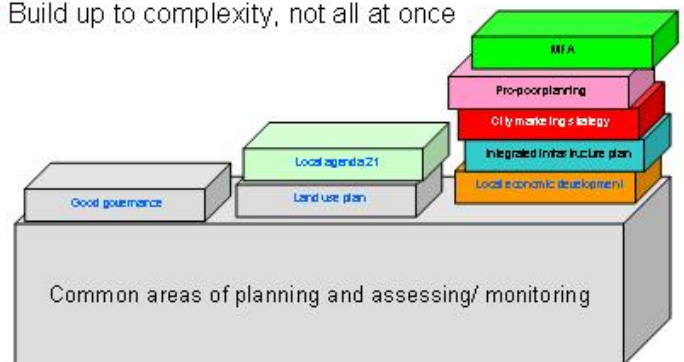 Build up to complexity, not all at once
MFA
Pro-poor planning
City marketing strategy
Integrated infrastructure plan
Local agenda 21
Local economic development
Good governance
Land use plan
Common areas of planning and assessing/ monitoring